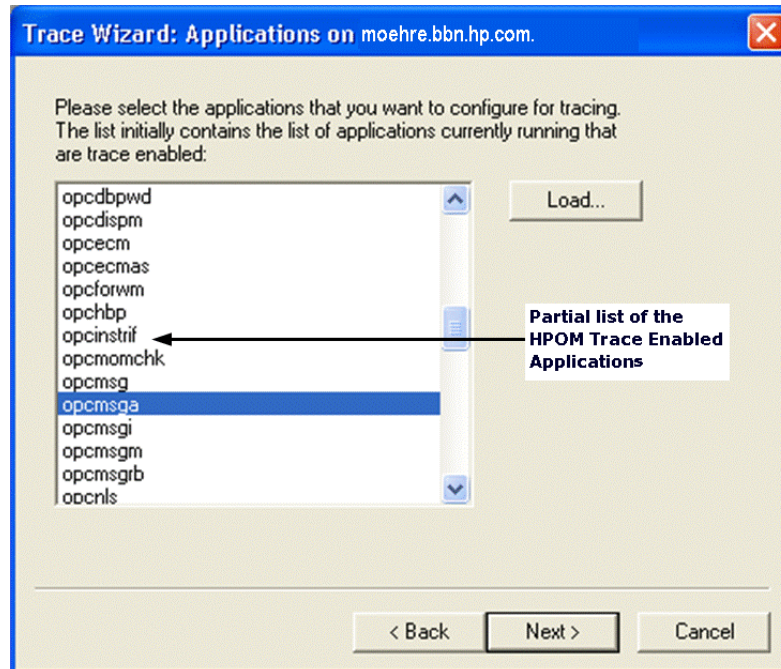 Trace Wizard: Applications on moehre.bbn.hp.com.
Please select the applications that you want to configure for tracing.
The list initially contains the list of applications currently running that
are trace enabled:
opcdbpwd
opcdispm
opcecm
opcecmas
opcforwm
opchbp
opcinstrif
opcmomchk
opcmsg
opcmsga
opcmsgi
opcmsgm
opcmsgrb
opcnls
Load...
Partial list of the
HPOM Trace Enabled
Applications
< Back
Next >
Cancel